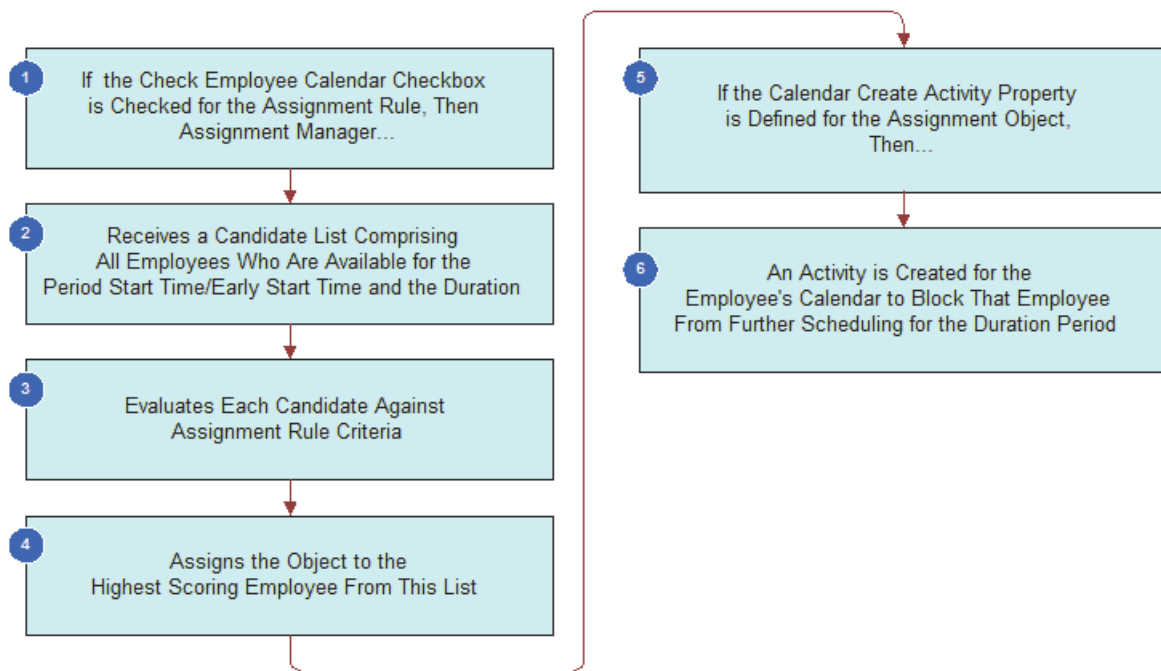 1
If the Check Employee Calendar Checkbox
is Checked for the Assignment Rule, Then
Assignment Manager...
2
Receives a Candidate List Comprising
All Employees Who Are Available for the
Period Start Time/Early Start Time and the Duration
3
Evaluates Each Candidate Against
Assignment Rule Criteria
4
Assigns the Object to the
Highest Scoring Employee From This List
5
If the Calendar Create Activity Property
is Defined for the Assignment Object,
Then...
6
An Activity is Created for the
Employee's Calendar to Block That Employee
From Further Scheduling for the Duration Period